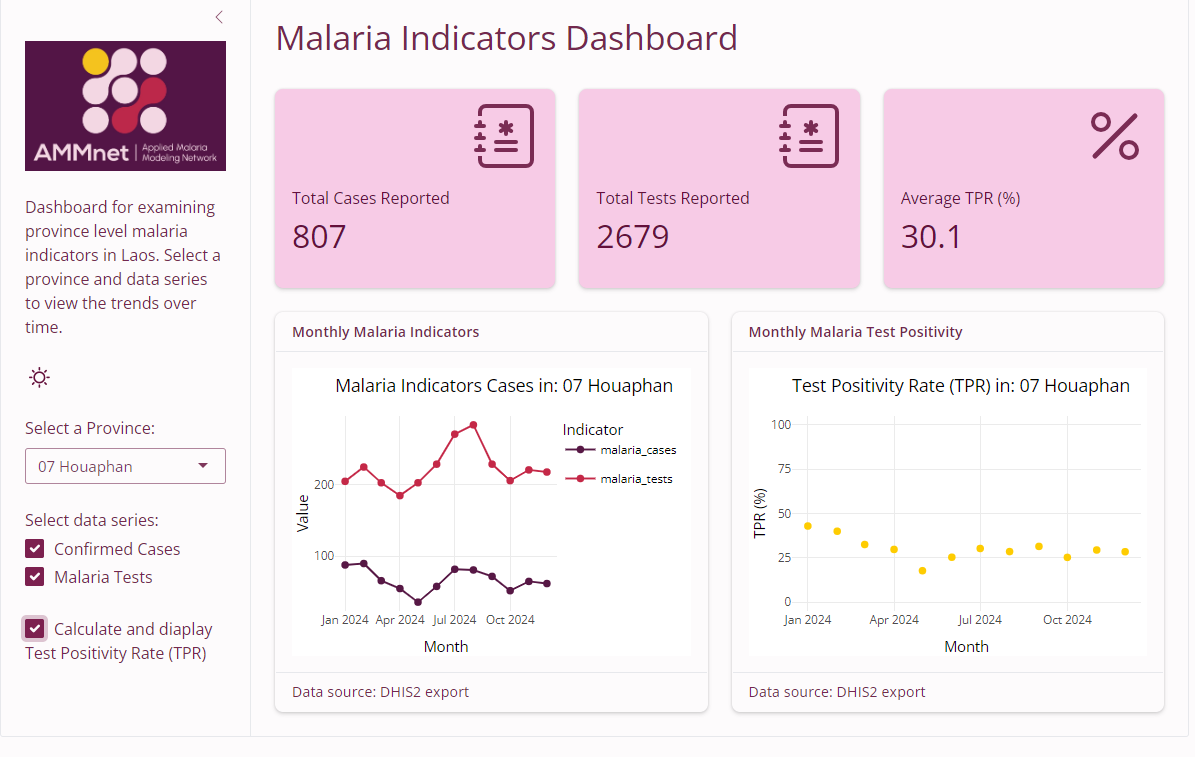 AMMnet | Applied Malaria
Modeling Network
Dashboard for examining
province level malaria
indicators in Laos. Select a
province and data series
to view the trends over
time.
Select a Province:
07 Houaphan
Select data series:
Confirmed Cases
Malaria Tests
Calculate and diaplay
Test Positivity Rate (TPR)
Malaria Indicators Dashboard
Total Cases Reported
807
Total Tests Reported
2679
Average TPR (%)
30.1
Monthly Malaria Indicators
Malaria Indicators Cases in: 07 Houaphan
Indicator
malaria_cases
malaria_tests
Value
200
100
Jan 2024 Apr 2024 Jul 2024 Oct 2024
Month
Data source: DHIS2 export
Monthly Malaria Test Positivity
Test Positivity Rate (TPR) in: 07 Houaphan
TPR (%)
100
75
50
25
0
Jan 2024 Apr 2024 Jul 2024 Oct 2024
Month
Data source: DHIS2 export